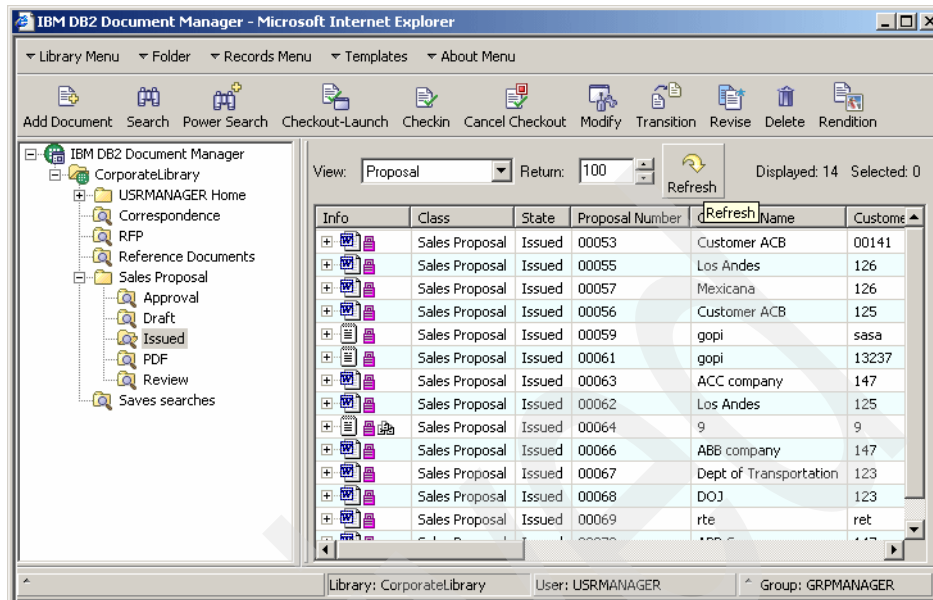 IBM DB2 Document Manager - Microsoft Internet Explorer
Library Menu Folder Records Menu Templates About Menu
Add Document Search Power Search Checkout-Launch Checkin Cancel Checkout Modify Transition Revise Delete Rendition
IBM DB2 Document Manager
CorporateLibrary
USRMANAGER Home
Correspondence
RFP
Reference Documents
Sales Proposal
Approval
Draft
Issued
PDF
Review
Saves searches
View: Proposal Return: 100 Refresh Displayed: 14 Selected: 0
Refresh
Info Class State Proposal Number Name Custome
Sales Proposal Issued 00053 Customer ACB 00141
Sales Proposal Issued 00055 Los Andes 126
Sales Proposal Issued 00057 Mexicana 126
Sales Proposal Issued 00056 Customer ACB 125
Sales Proposal Issued 00059 gopi sasa
Sales Proposal Issued 00061 gopi 13237
Sales Proposal Issued 00063 ACC company 147
Sales Proposal Issued 00062 Los Andes 125
Sales Proposal Issued 00064 9 9
Sales Proposal Issued 00066 ABB company 147
Sales Proposal Issued 00067 Dept of Transportation 123
Sales Proposal Issued 00068 DOJ 123
Sales Proposal Issued 00069 rte ret
Library: CorporateLibrary User: USRMANAGER Group: GRPMANAGER